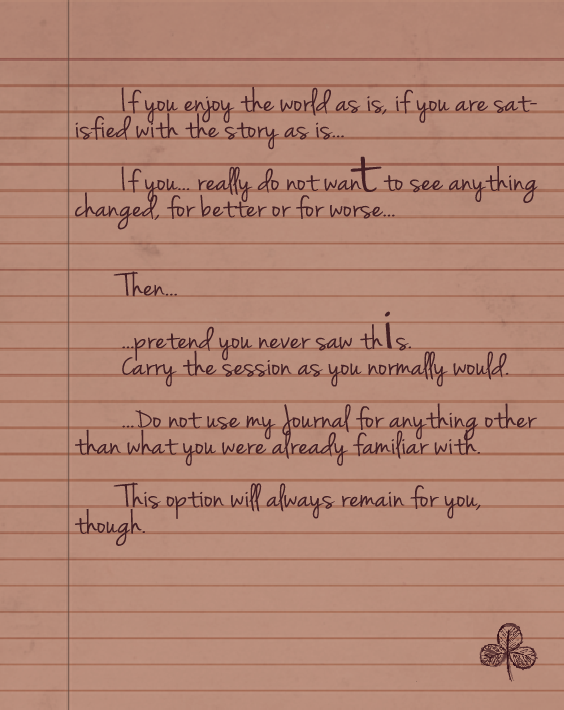 If you enjoy the world as is, if you are sat-
isfied with the story as is...
If you... really do not want to see anything
changed, for better or for worse...
Then...
...pretend you never saw this.
Carry the session as you normally would.
...Do not use my Journal for anything other
than what you were already familiar with.
This option will always remain for you,
though.